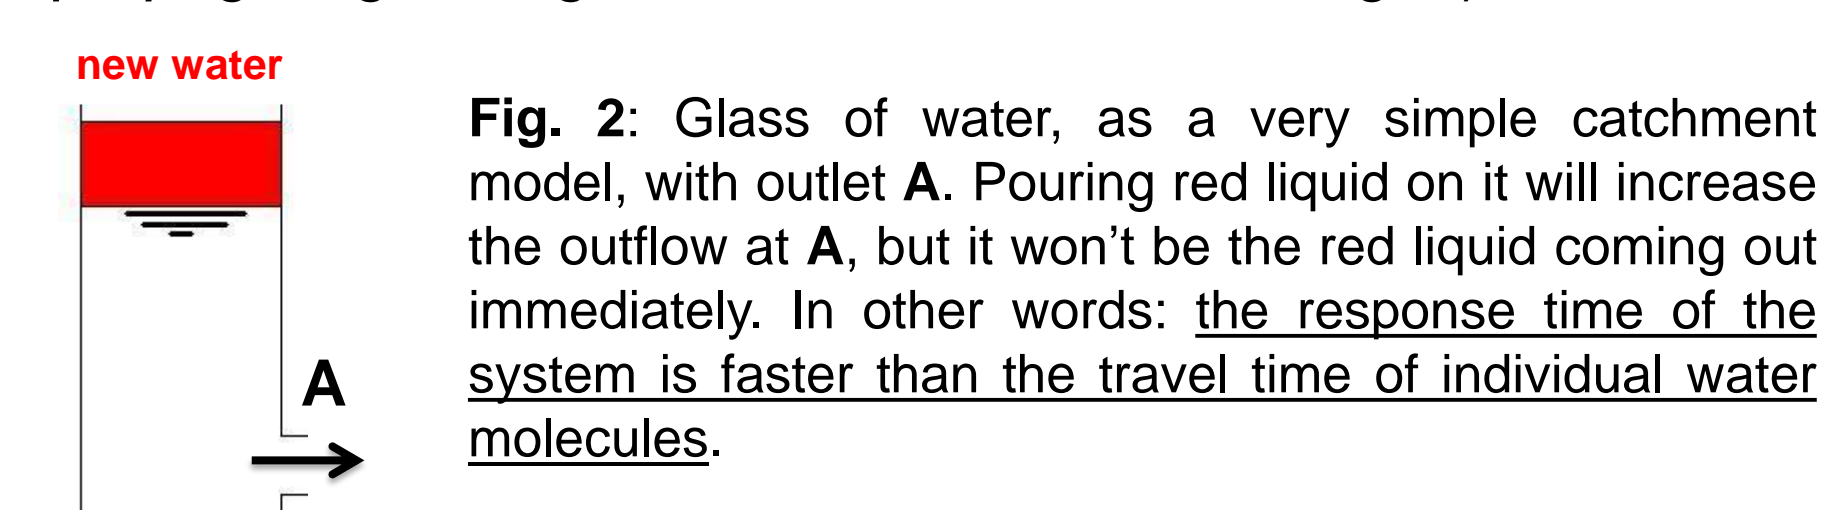 new water
Fig. 2: Glass of water, as a very simple catchment
model, with outlet A. Pouring red liquid on it will increase
the outflow at A, but it won’t be the red liquid coming out
immediately. In other words: the response time of the
system is faster than the travel time of individual water
molecules.
A